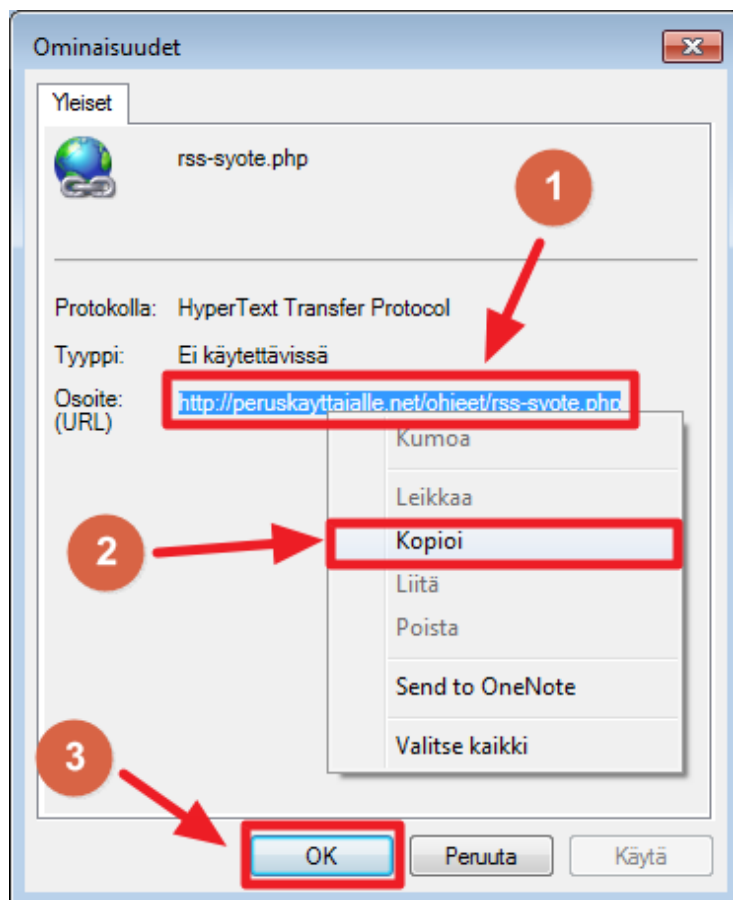 Ominaisuudet
Yleiset
rss-syote.php
1
Protokolla: HyperText Transfer Protocol
Tyyppi: Ei käytettävissä
Osoite: http://peruskayttajalle.net/ohjeet/rss-syote.php
(URL)
Kumoa
Leikkaa
2
Kopioi
Liitä
Poista
Send to OneNote
Valitse kaikki
3
OK
Peruuta
Käytä